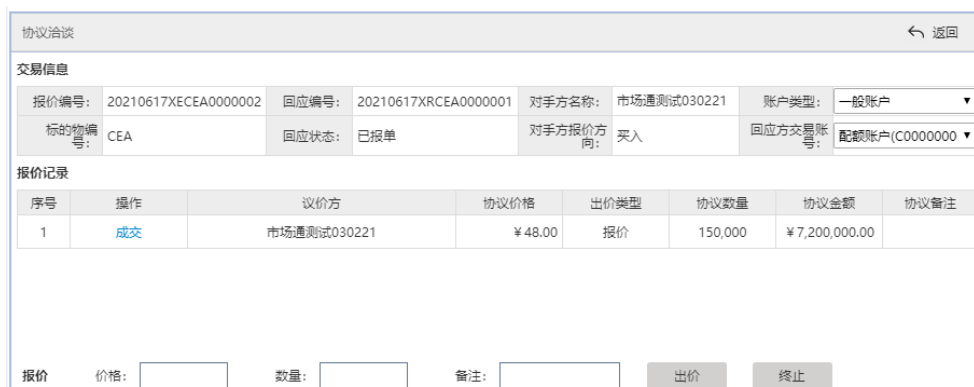 协议洽谈 返回
交易信息
报价编号: 20210617XECEA0000002 回应编号: 20210617XRCEA0000001 对手方名称: 市场通测试030221 账户类型: 一般账户
标的物编号: CEA 回应状态: 已报单 对手方报价方向: 买入 回应方交易账号: 配额账户(C0000000
报价记录
序号 操作 议价方 协议价格 出价类型 协议数量 协议金额 协议备注
1 成交 市场通测试030221 ¥48.00 报价 150,000 ¥7,200,000.00
报价 价格: 数量: 备注: 出价 终止